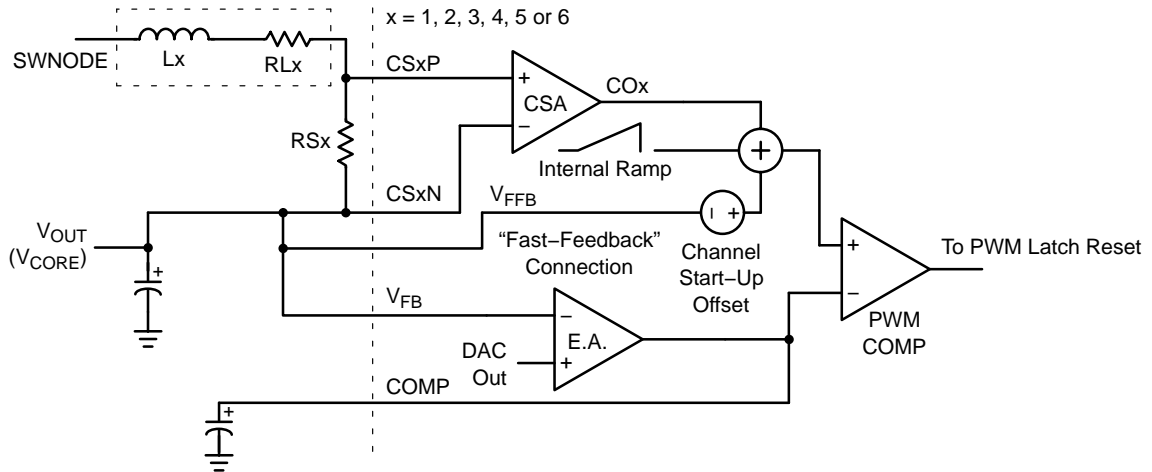 x = 1, 2, 3, 4, 5 or 6
SWNODE
Lx
RLx
CSxP
+
CSA
–
COx
RSx
Internal Ramp
+
CSxN
VFFB
– +
VOUT
(VCORE)
+
“Fast–Feedback”
Connection
Channel
Start–Up
Offset
+
–
To PWM Latch Reset
PWM
COMP
VFB
–
E.A.
+
DAC
Out
COMP
+